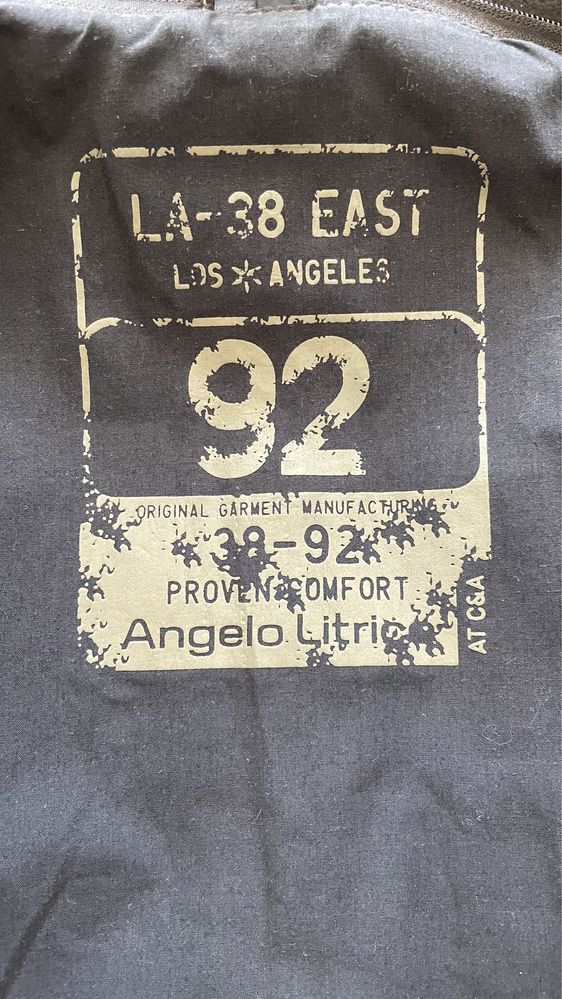 LA-38 EAST
LOS ANGELES
92
ORIGINAL GARMENT MANUFACTURING
38-92
PROVEN COMFORT
Angelo Litrico
AT C&A